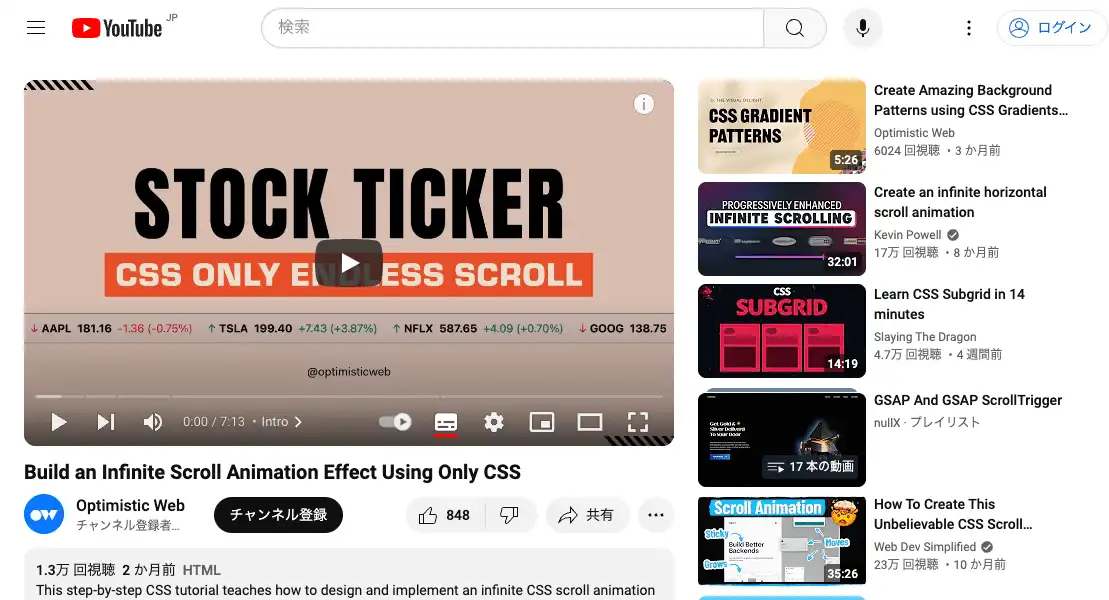 YouTube JP
検索
ログイン
STOCK TICKER
CSS ONLY ENDLESS SCROLL
↓ AAPL 181.16 -1.36 (-0.75%) ↑ TSLA 199.40 +7.43 (+3.87%) ↑ NFLX 587.65 +4.09 (+0.70%) ↓ GOOG 138.75
@optimisticweb
0:00 / 7:13 • Intro
Build an Infinite Scroll Animation Effect Using Only CSS
Optimistic Web
チャンネル登録者...
チャンネル登録
848
共有
1.3万 回視聴 2 か月前 HTML
This step-by-step CSS tutorial teaches how to design and implement an infinite CSS scroll animation
THE VISUAL DELIGHT
CSS GRADIENT
PATTERNS
5:26
Create Amazing Background
Patterns using CSS Gradients...
Optimistic Web
6024 回視聴 ・3 か月前
PROGRESSIVELY ENHANCED
INFINITE SCROLLING
32:01
Create an infinite horizontal
scroll animation
Kevin Powell
17万 回視聴 ・8 か月前
CSS
SUBGRID
14:19
Learn CSS Subgrid in 14
minutes
Slaying The Dragon
4.7万 回視聴 ・4 週間前
Get Gold &
Silver Delivered
To Your Door
17 本の動画
GSAP And GSAP ScrollTrigger
nullX · プレイリスト
Scroll Animation
Sticky
Build Better
Backends
Moves
Grows
35:26
How To Create This
Unbelievable CSS Scroll...
Web Dev Simplified
23万 回視聴 ・10 か月前